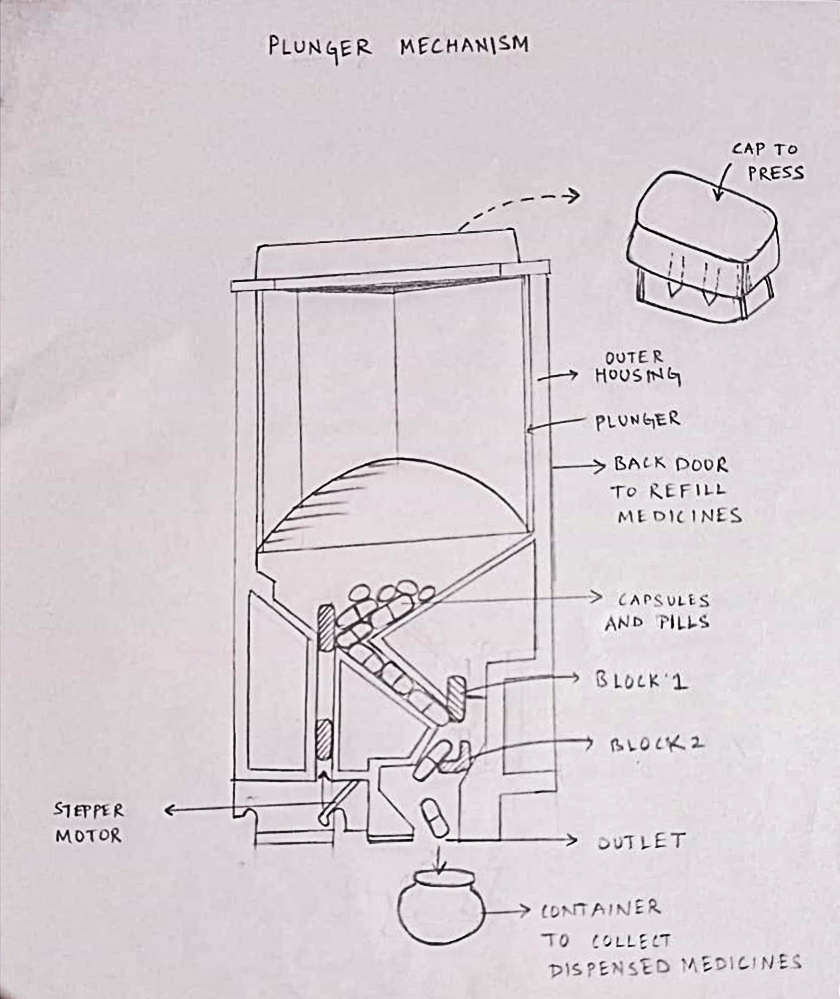 PLUNGER MECHANISM
CAP TO
PRESS
OUTER
HOUSING
PLUNGER
BACK DOOR
TO REFILL
MEDICINES
CAPSULES
AND PILLS
BLOCK 1
BLOCK 2
STEPPER
MOTOR
OUTLET
CONTAINER
TO COLLECT
DISPENSED MEDICINES